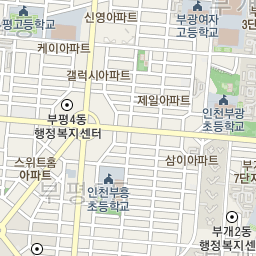 신영아파트
부광여자
고등학교
부평고등학교
케이아파트
갤럭시아파트
제일아파트
인천부광
초등학교
부평4동
행정복지센터
스위트홈
아파트
삼이아파트
부평
인천부흥
초등학교
부개2동
행정복지센터